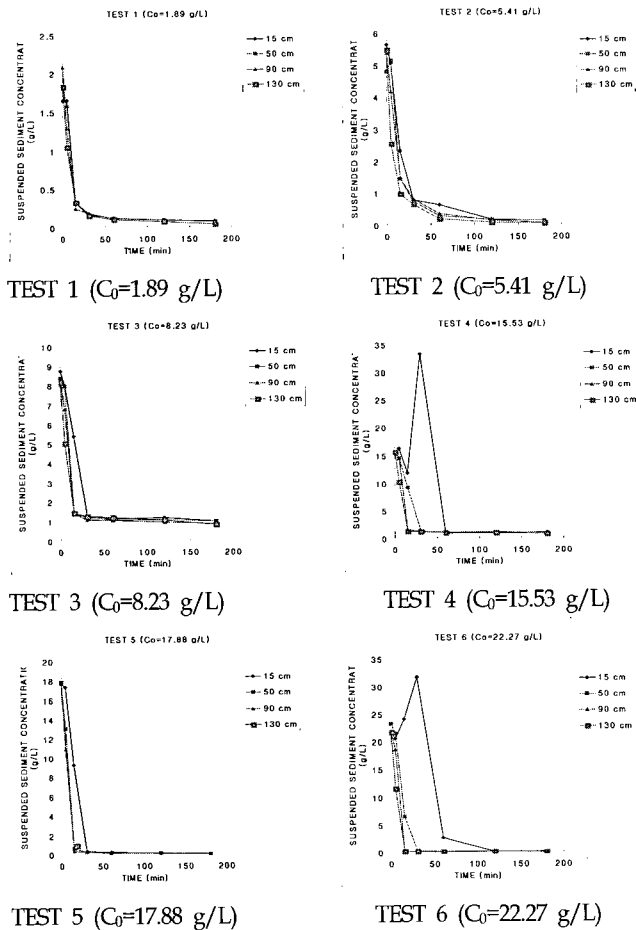 TEST 1 (Co=1.89 g/L)
SUSPENDED SEDIMENT CONCENTRAT
(g/L)
2.5
2
1.5
1
0.5
0
0 50 100 150 200
TIME (min)
15 cm
50 cm
90 cm
130 cm
TEST 1 (C₀=1.89 g/L)
TEST 2 (Co=5.41 g/L)
SUSPENDED SEDIMENT CONCENTRAT
(g/L)
6
5
4
3
2
1
0
0 50 100 150 200
TIME (min)
15 cm
50 cm
90 cm
130 cm
TEST 2 (C₀=5.41 g/L)
TEST 3 (Co=8.23 g/L)
SUSPENDED SEDIMENT CONCENTRA
(g/L)
10
9
8
7
6
5
4
3
2
1
0
0 50 100 150 200
TIME (min)
15 cm
50 cm
90 cm
130 cm
TEST 3 (C₀=8.23 g/L)
TEST 4 (Co=15.53 g/L)
SUSPENDED SEDIMENT CONCENTRAT
(g/L)
35
30
25
20
15
10
5
0
0 50 100 150 200
TIME (min)
15 cm
50 cm
90 cm
130 cm
TEST 4 (C₀=15.53 g/L)
TEST 5 (Co=17.88 g/L)
SUSPENDED SEDIMENT CONCENTRATI
(g/L)
20
18
16
14
12
10
8
6
4
2
0
0 50 100 150 200
TIME (min)
15 cm
50 cm
90 cm
130 cm
TEST 5 (C₀=17.88 g/L)
TEST 6 (Co=22.27 g/L)
SUSPENDED SEDIMENT CONCENTRAT
(g/L)
35
30
25
20
15
10
5
0
0 50 100 150 200
TIME (min)
15 cm
50 cm
90 cm
130 cm
TEST 6 (C₀=22.27 g/L)